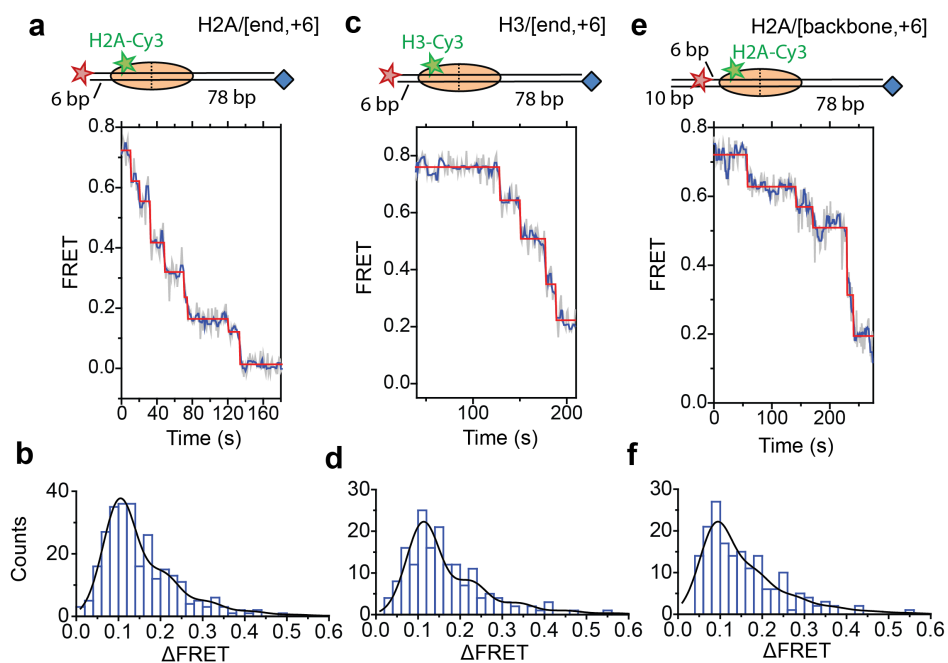 a
H2A/[end,+6]
H2A-Cy3
6 bp
78 bp
0.8
0.6
0.4
0.2
0.0
FRET
0 40 80 120 160
Time (s)
c
H3/[end,+6]
H3-Cy3
6 bp
78 bp
0.8
0.6
0.4
0.2
0.0
FRET
100 200
Time (s)
e
H2A/[backbone,+6]
6 bp
H2A-Cy3
10 bp
78 bp
0.8
0.6
0.4
0.2
0.0
FRET
0 100 200
Time (s)
b
40
20
0
Counts
0.0 0.1 0.2 0.3 0.4 0.5 0.6
ΔFRET
d
30
20
10
0
0.0 0.1 0.2 0.3 0.4 0.5 0.6
ΔFRET
f
30
20
10
0
0.0 0.1 0.2 0.3 0.4 0.5 0.6
ΔFRET